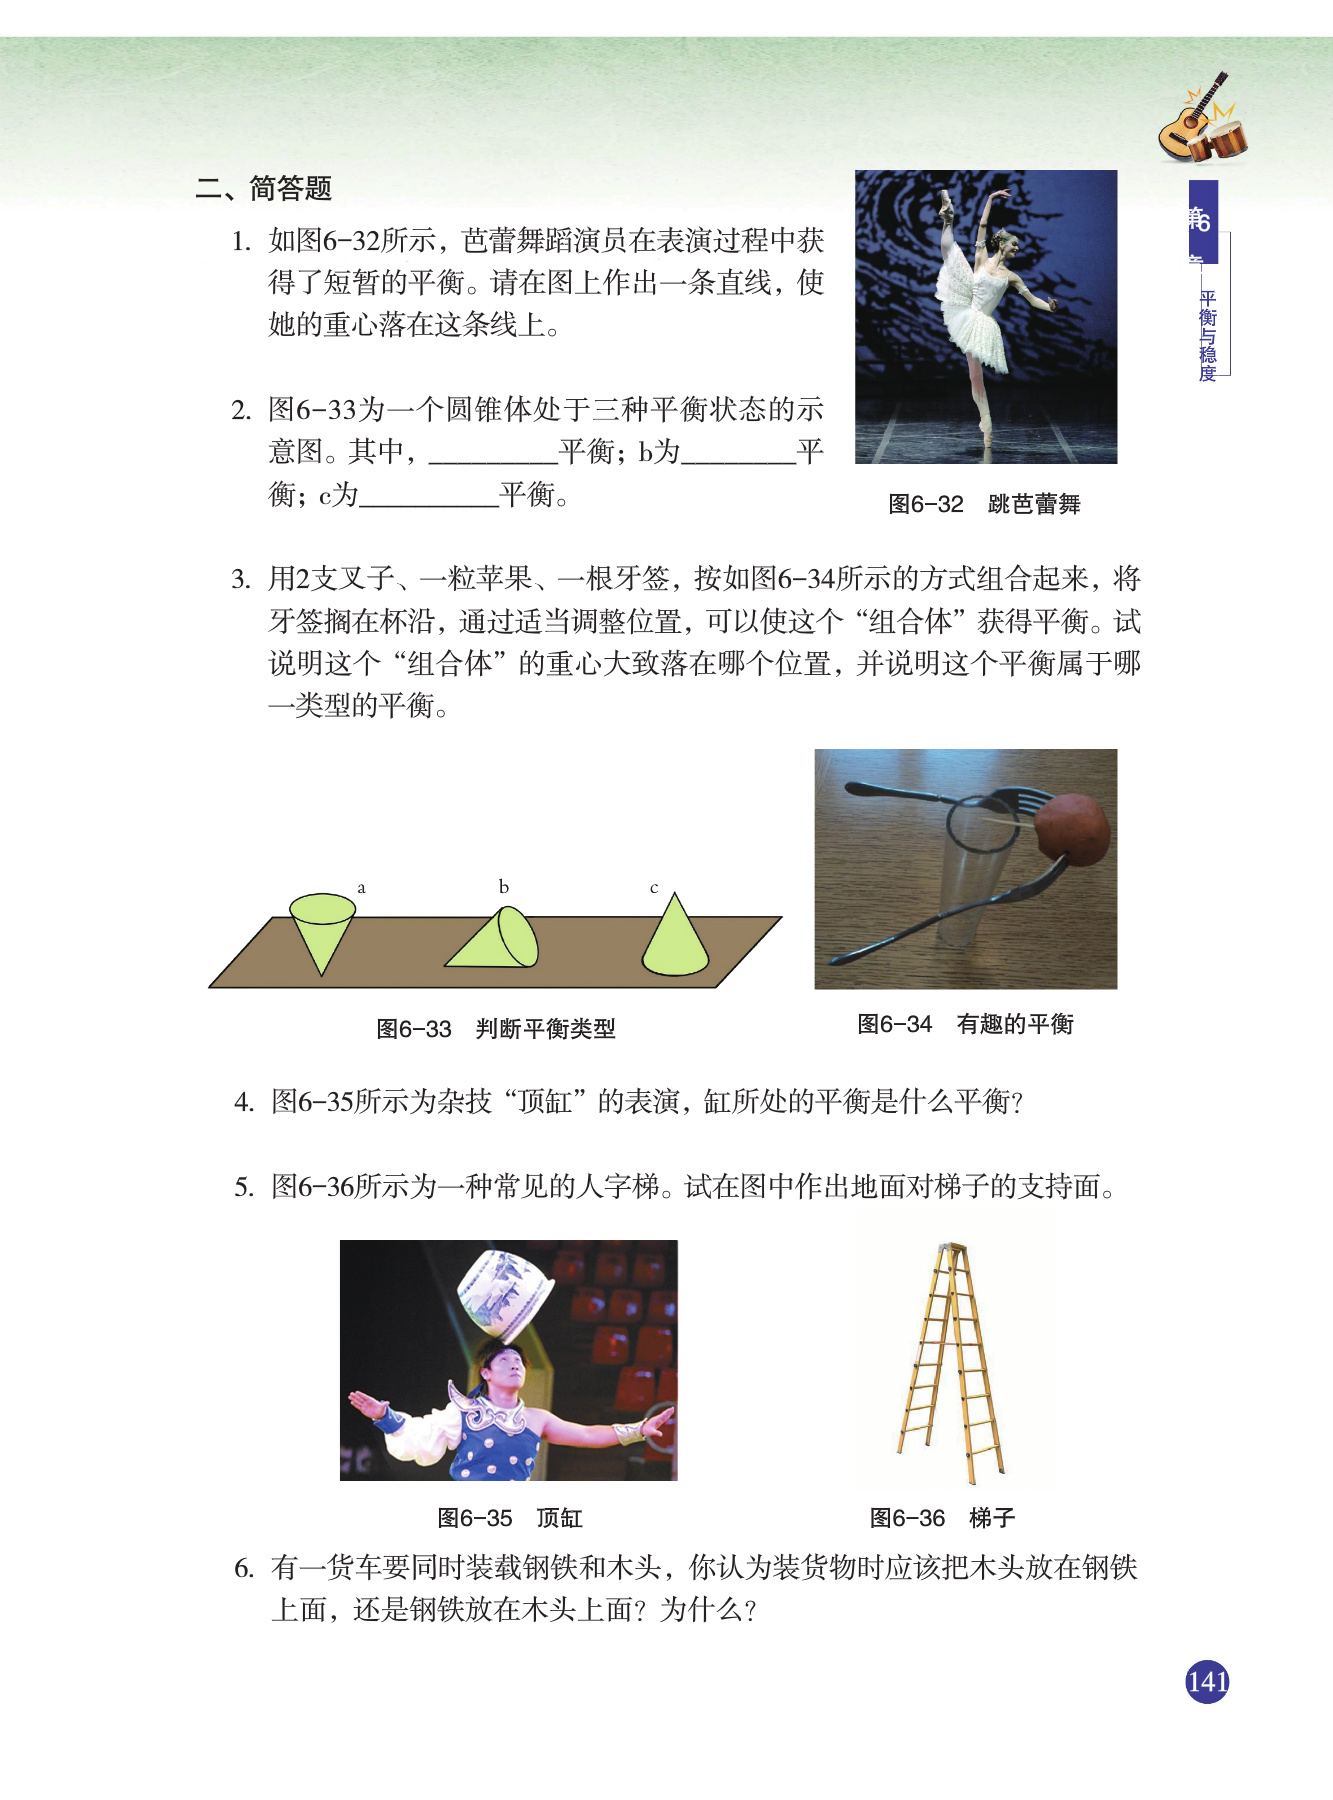 第6章
平衡与稳度
二、简答题
1. 如图6-32所示，芭蕾舞蹈演员在表演过程中获
得了短暂的平衡。请在图上作出一条直线，使
她的重心落在这条线上。
2. 图6-33为一个圆锥体处于三种平衡状态的示
意图。其中，_________平衡；b为________平
衡；c为__________平衡。
图6-32 跳芭蕾舞
3. 用2支叉子、一粒苹果、一根牙签，按如图6-34所示的方式组合起来，将
牙签搁在杯沿，通过适当调整位置，可以使这个“组合体”获得平衡。试
说明这个“组合体”的重心大致落在哪个位置，并说明这个平衡属于哪
一类型的平衡。
a
b
c
图6-33 判断平衡类型
图6-34 有趣的平衡
4. 图6-35所示为杂技“顶缸”的表演，缸所处的平衡是什么平衡？
5. 图6-36所示为一种常见的人字梯。试在图中作出地面对梯子的支持面。
图6-35 顶缸
图6-36 梯子
6. 有一货车要同时装载钢铁和木头，你认为装货物时应该把木头放在钢铁
上面，还是钢铁放在木头上面？为什么？
141